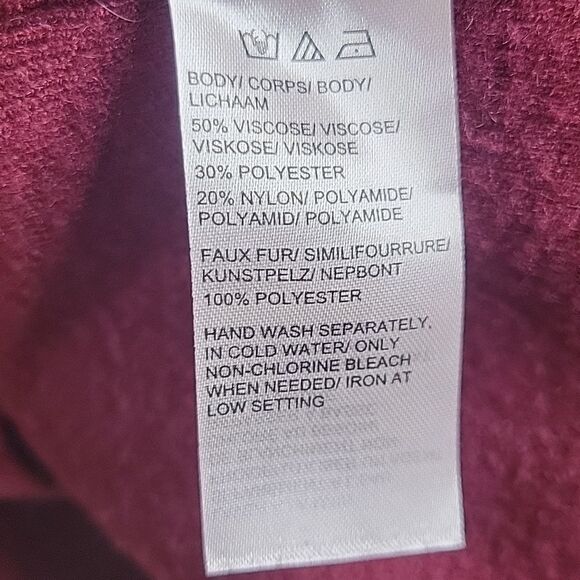 BODY/ CORPS/ BODY/
LICHAAM
50% VISCOSE/ VISCOSE/
VISKOSE/ VISKOSE
30% POLYESTER
20% NYLON/ POLYAMIDE/
POLYAMID/ POLYAMIDE
FAUX FUR/ SIMILIFOURRURE/
KUNSTPELZ/ NEPBONT
100% POLYESTER
HAND WASH SEPARATELY,
IN COLD WATER/ ONLY
NON-CHLORINE BLEACH
WHEN NEEDED/ IRON AT
LOW SETTING